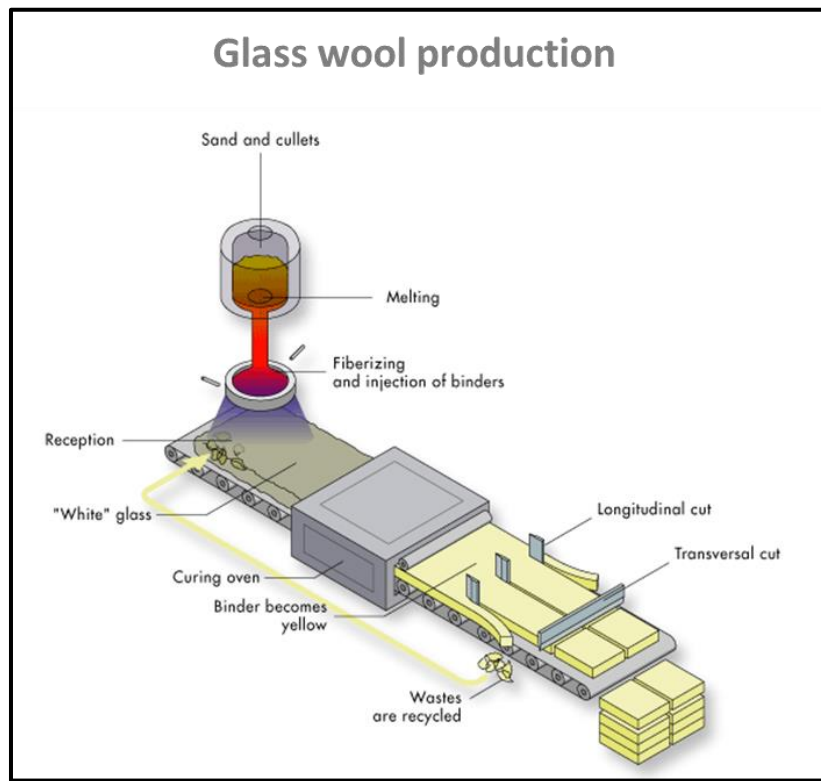 Glass wool production
Sand and cullets
Melting
Fiberizing
and injection of binders
Reception
"White" glass
Longitudinal cut
Transversal cut
Curing oven
Binder becomes
yellow
Wastes
are recycled